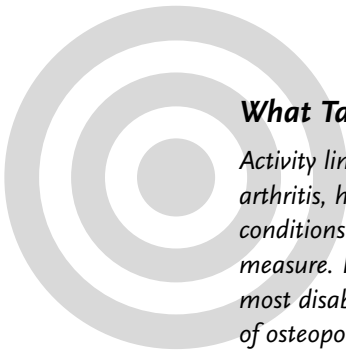 What Ta
Activity lin
arthritis, h
conditions
measure. I
most disab
of osteopo